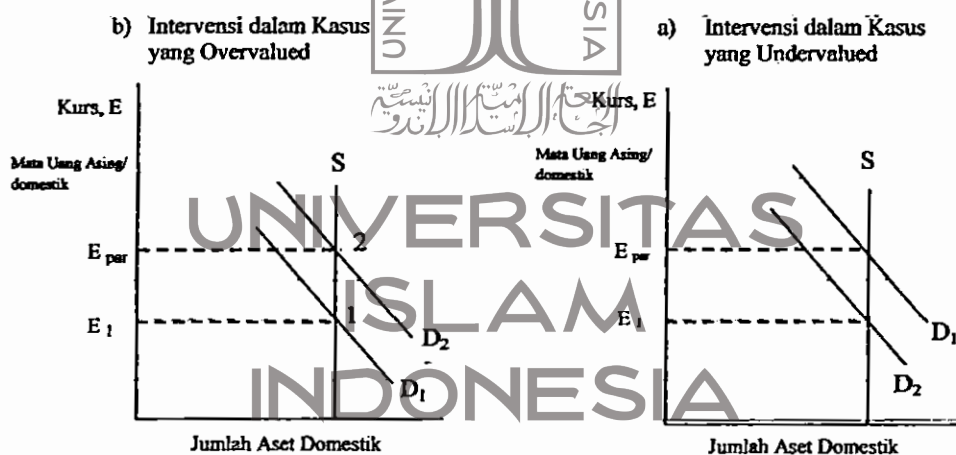 b) Intervensi dalam Kasus
yang Overvalued
Kurs, E
Mata Uang Asing/
domestik
S
E par
2
E 1
1
D2
D1
Jumlah Aset Domestik
a) Intervensi dalam Kasus
yang Undervalued
Kurs, E
Mata Uang Asing/
domestik
S
E par
E 1
D1
D2
Jumlah Aset Domestik
UNIVERSITAS
ISLAM
INDONESIA
UN
SIA